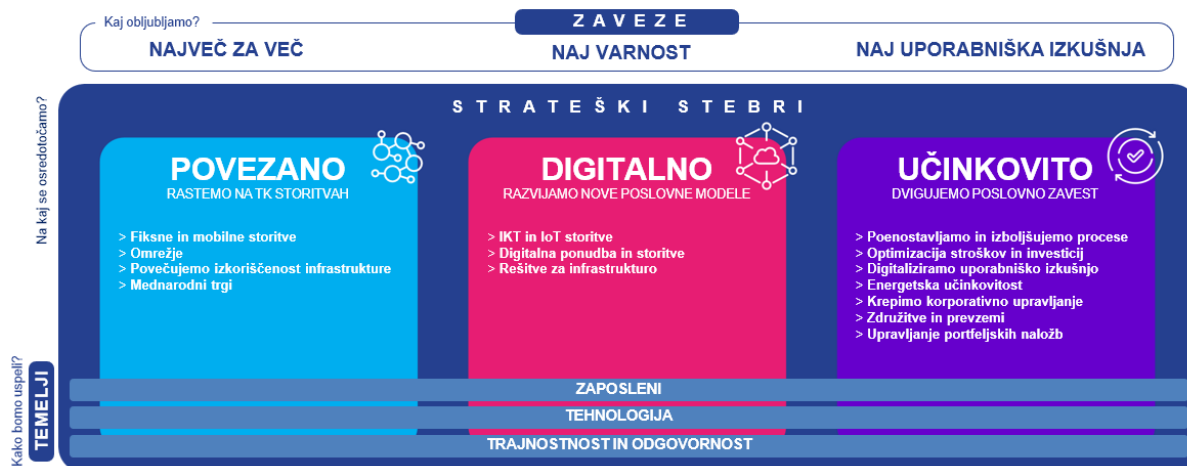 Kaj obljubljamo?
ZAVEZE
NAJVEČ ZA VEČ
NAJ VARNOST
NAJ UPORABNIŠKA IZKUŠNJA
Na kaj se osredotočamo?
STRATEŠKI STEBRI
POVEZANO
RASTEMO NA TK STORITVAH
> Fiksne in mobilne storitve
> Omrežje
> Povečujemo izkoriščenost infrastrukture
> Mednarodni trgi
DIGITALNO
RAZVIJAMO NOVE POSLOVNE MODELE
> IKT in IoT storitve
> Digitalna ponudba in storitve
> Rešitve za infrastrukturo
UČINKOVITO
DVIGUJEMO POSLOVNO ZAVEST
> Poenostavljamo in izboljšujemo procese
> Optimizacija stroškov in investicij
> Digitaliziramo uporabniško izkušnjo
> Energetska učinkovitost
> Krepimo korporativno upravljanje
> Združitve in prevzemi
> Upravljanje portfeljskih naložb
Kako bomo uspeli?
TEMELJI
ZAPOSLENI
TEHNOLOGIJA
TRAJNOSTNOST IN ODGOVORNOST